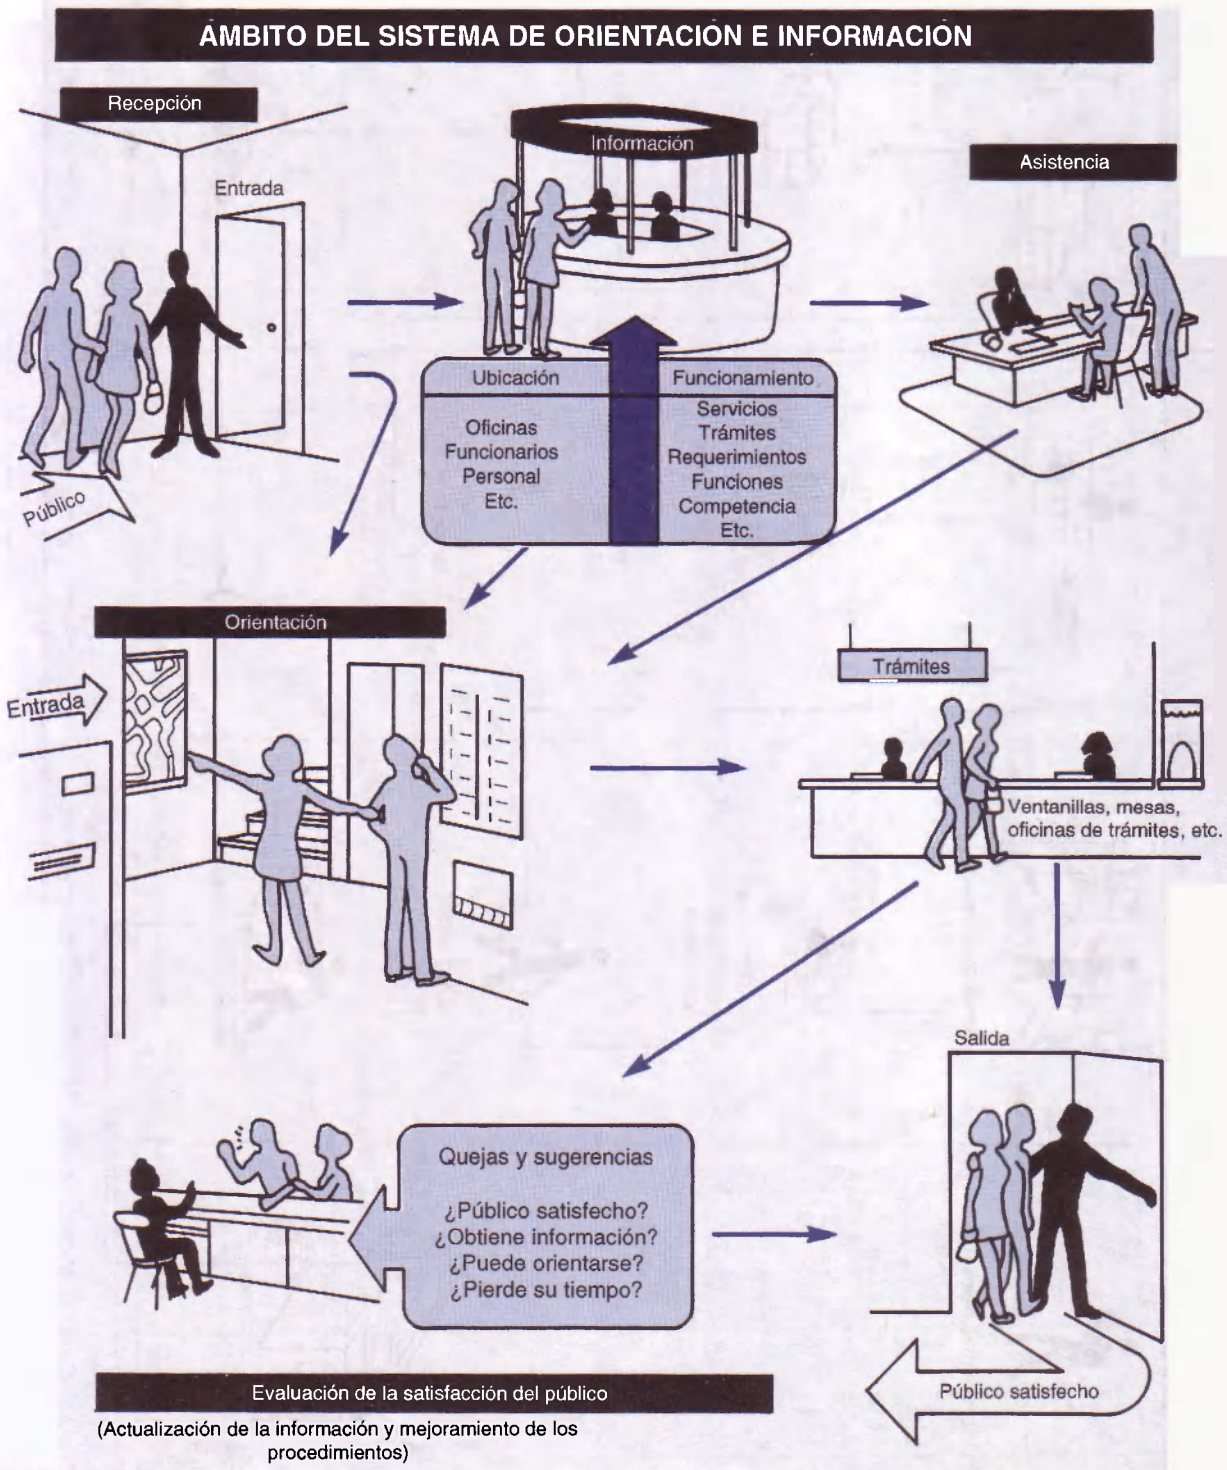 ÁMBITO DEL SISTEMA DE ORIENTACIÓN E INFORMACIÓN
Recepción
Entrada
Público
Información
Asistencia
Ubicación
Oficinas
Funcionarios
Personal
Etc.
Funcionamiento
Servicios
Trámites
Requerimientos
Funciones
Competencia
Etc.
Orientación
Entrada
Trámites
Ventanillas, mesas,
oficinas de trámites, etc.
Quejas y sugerencias
¿Público satisfecho?
¿Obtiene información?
¿Puede orientarse?
¿Pierde su tiempo?
Salida
Público satisfecho
Evaluación de la satisfacción del público
(Actualización de la información y mejoramiento de los
procedimientos)